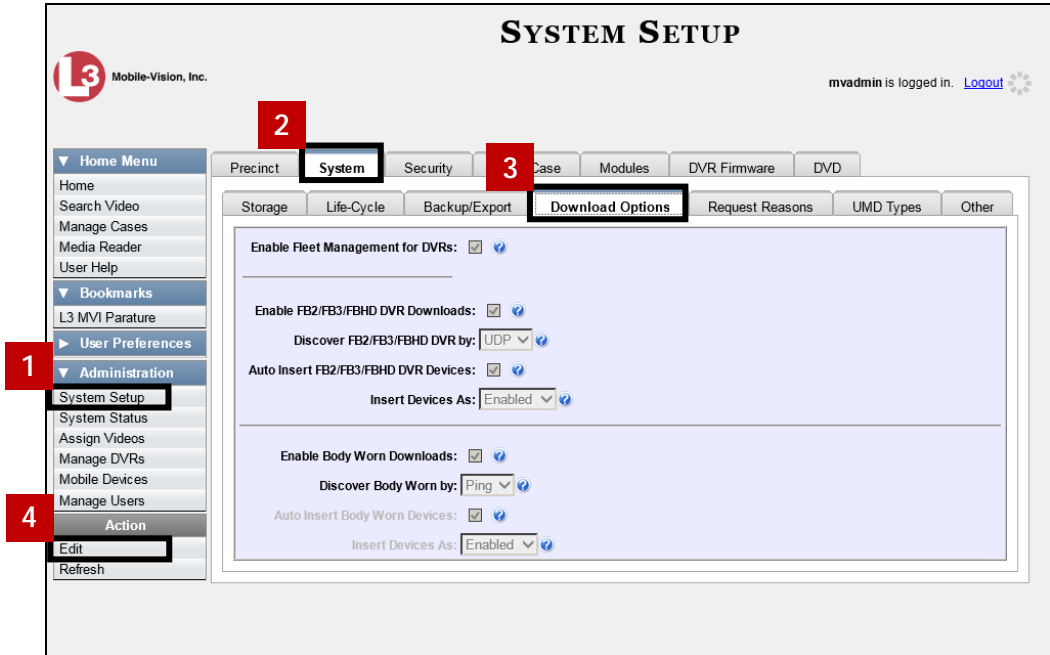 SYSTEM SETUP
L3 Mobile-Vision, Inc.
mvadmin is logged in. Logout
2
▼ Home Menu
Home
Search Video
Manage Cases
Media Reader
User Help
▼ Bookmarks
L3 MVI Parature
► User Preferences
1
▼ Administration
System Setup
System Status
Assign Videos
Manage DVRs
Mobile Devices
Manage Users
4
Action
Edit
Refresh
Precinct System Security 3 Case Modules DVR Firmware DVD
Storage Life-Cycle Backup/Export Download Options Request Reasons UMD Types Other
Enable Fleet Management for DVRs: ?
Enable FB2/FB3/FBHD DVR Downloads: ?
Discover FB2/FB3/FBHD DVR by: UDP ?
Auto Insert FB2/FB3/FBHD DVR Devices: ?
Insert Devices As: Enabled ?
Enable Body Worn Downloads: ?
Discover Body Worn by: Ping ?
Auto Insert Body Worn Devices: ?
Insert Devices As: Enabled ?